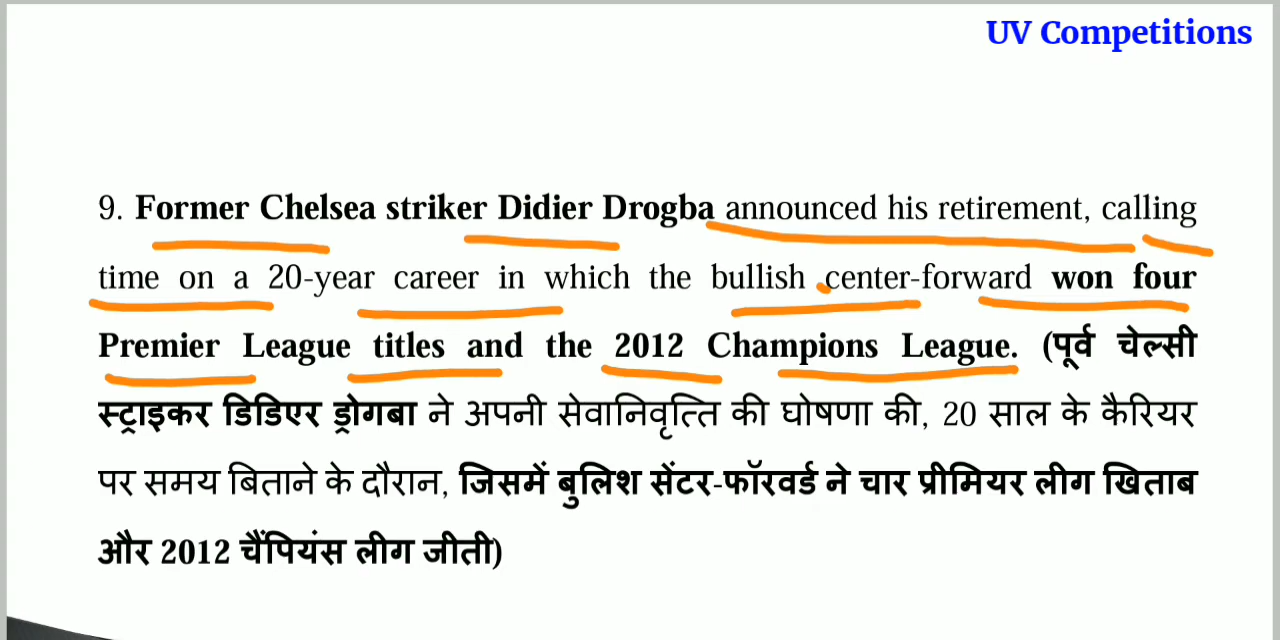 UV Competitions
9. Former Chelsea striker Didier Drogba announced his retirement, calling
time on a 20-year career in which the bullish center-forward won four
Premier League titles and the 2012 Champions League. (पूर्व चेल्सी
स्ट्राइकर डिडिएर ड्रोगबा ने अपनी सेवानिवृत्ति की घोषणा की, 20 साल के कैरियर
पर समय बिताने के दौरान, जिसमें बुलिश सेंटर-फॉरवर्ड ने चार प्रीमियर लीग खिताब
और 2012 चैंपियंस लीग जीती)